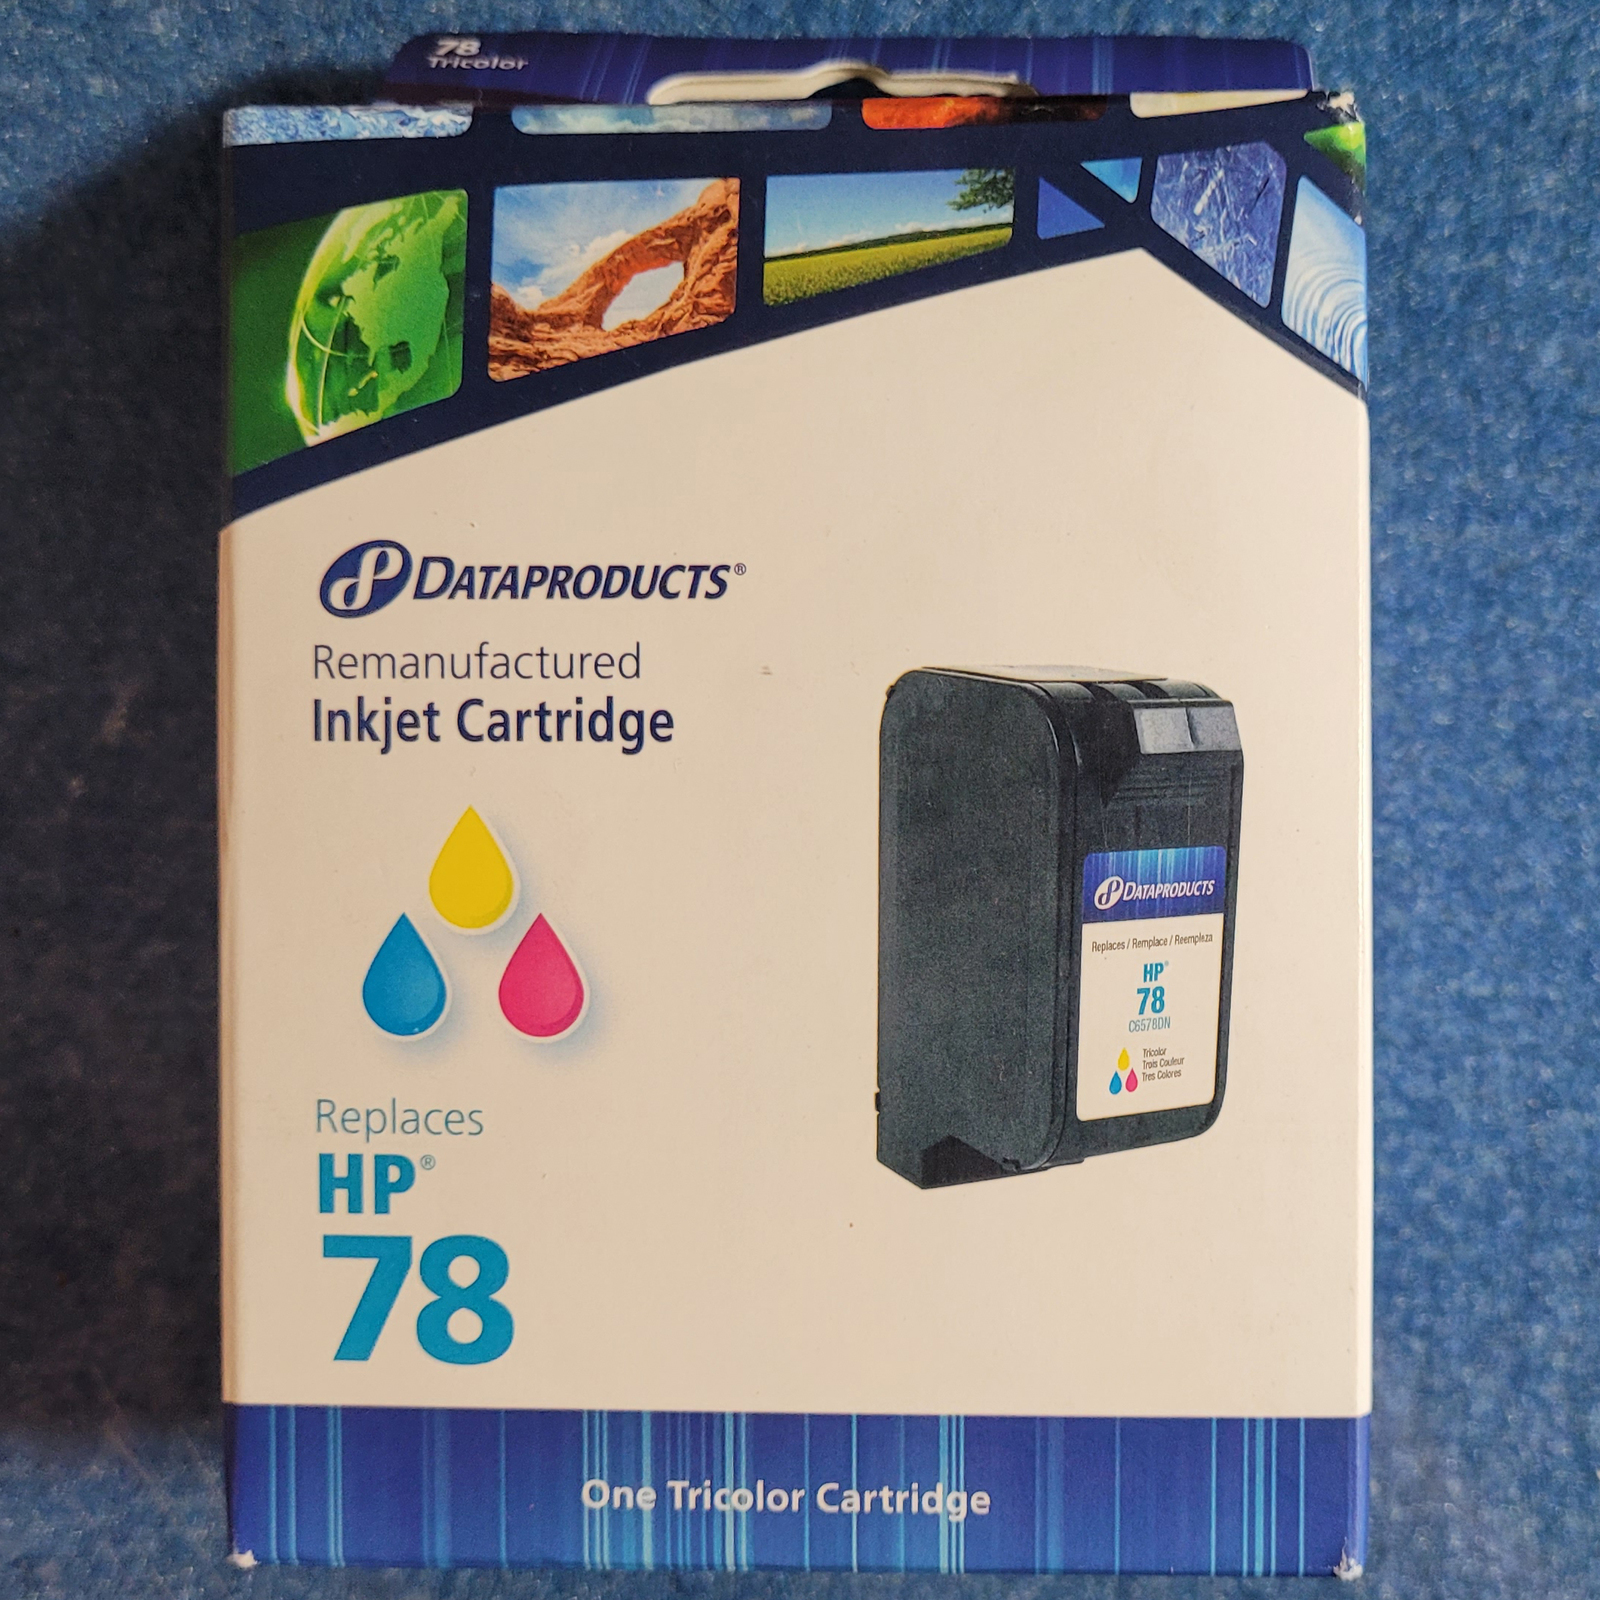 78
Tricolor
DATAPRODUCTS®
Remanufactured
Inkjet Cartridge
Replaces
HP®
78
DATAPRODUCTS
Replaces / Remplace / Reemplaza
HP®
78
C6578DN
Tricolor
Trois Couleur
Tres Colores
One Tricolor Cartridge